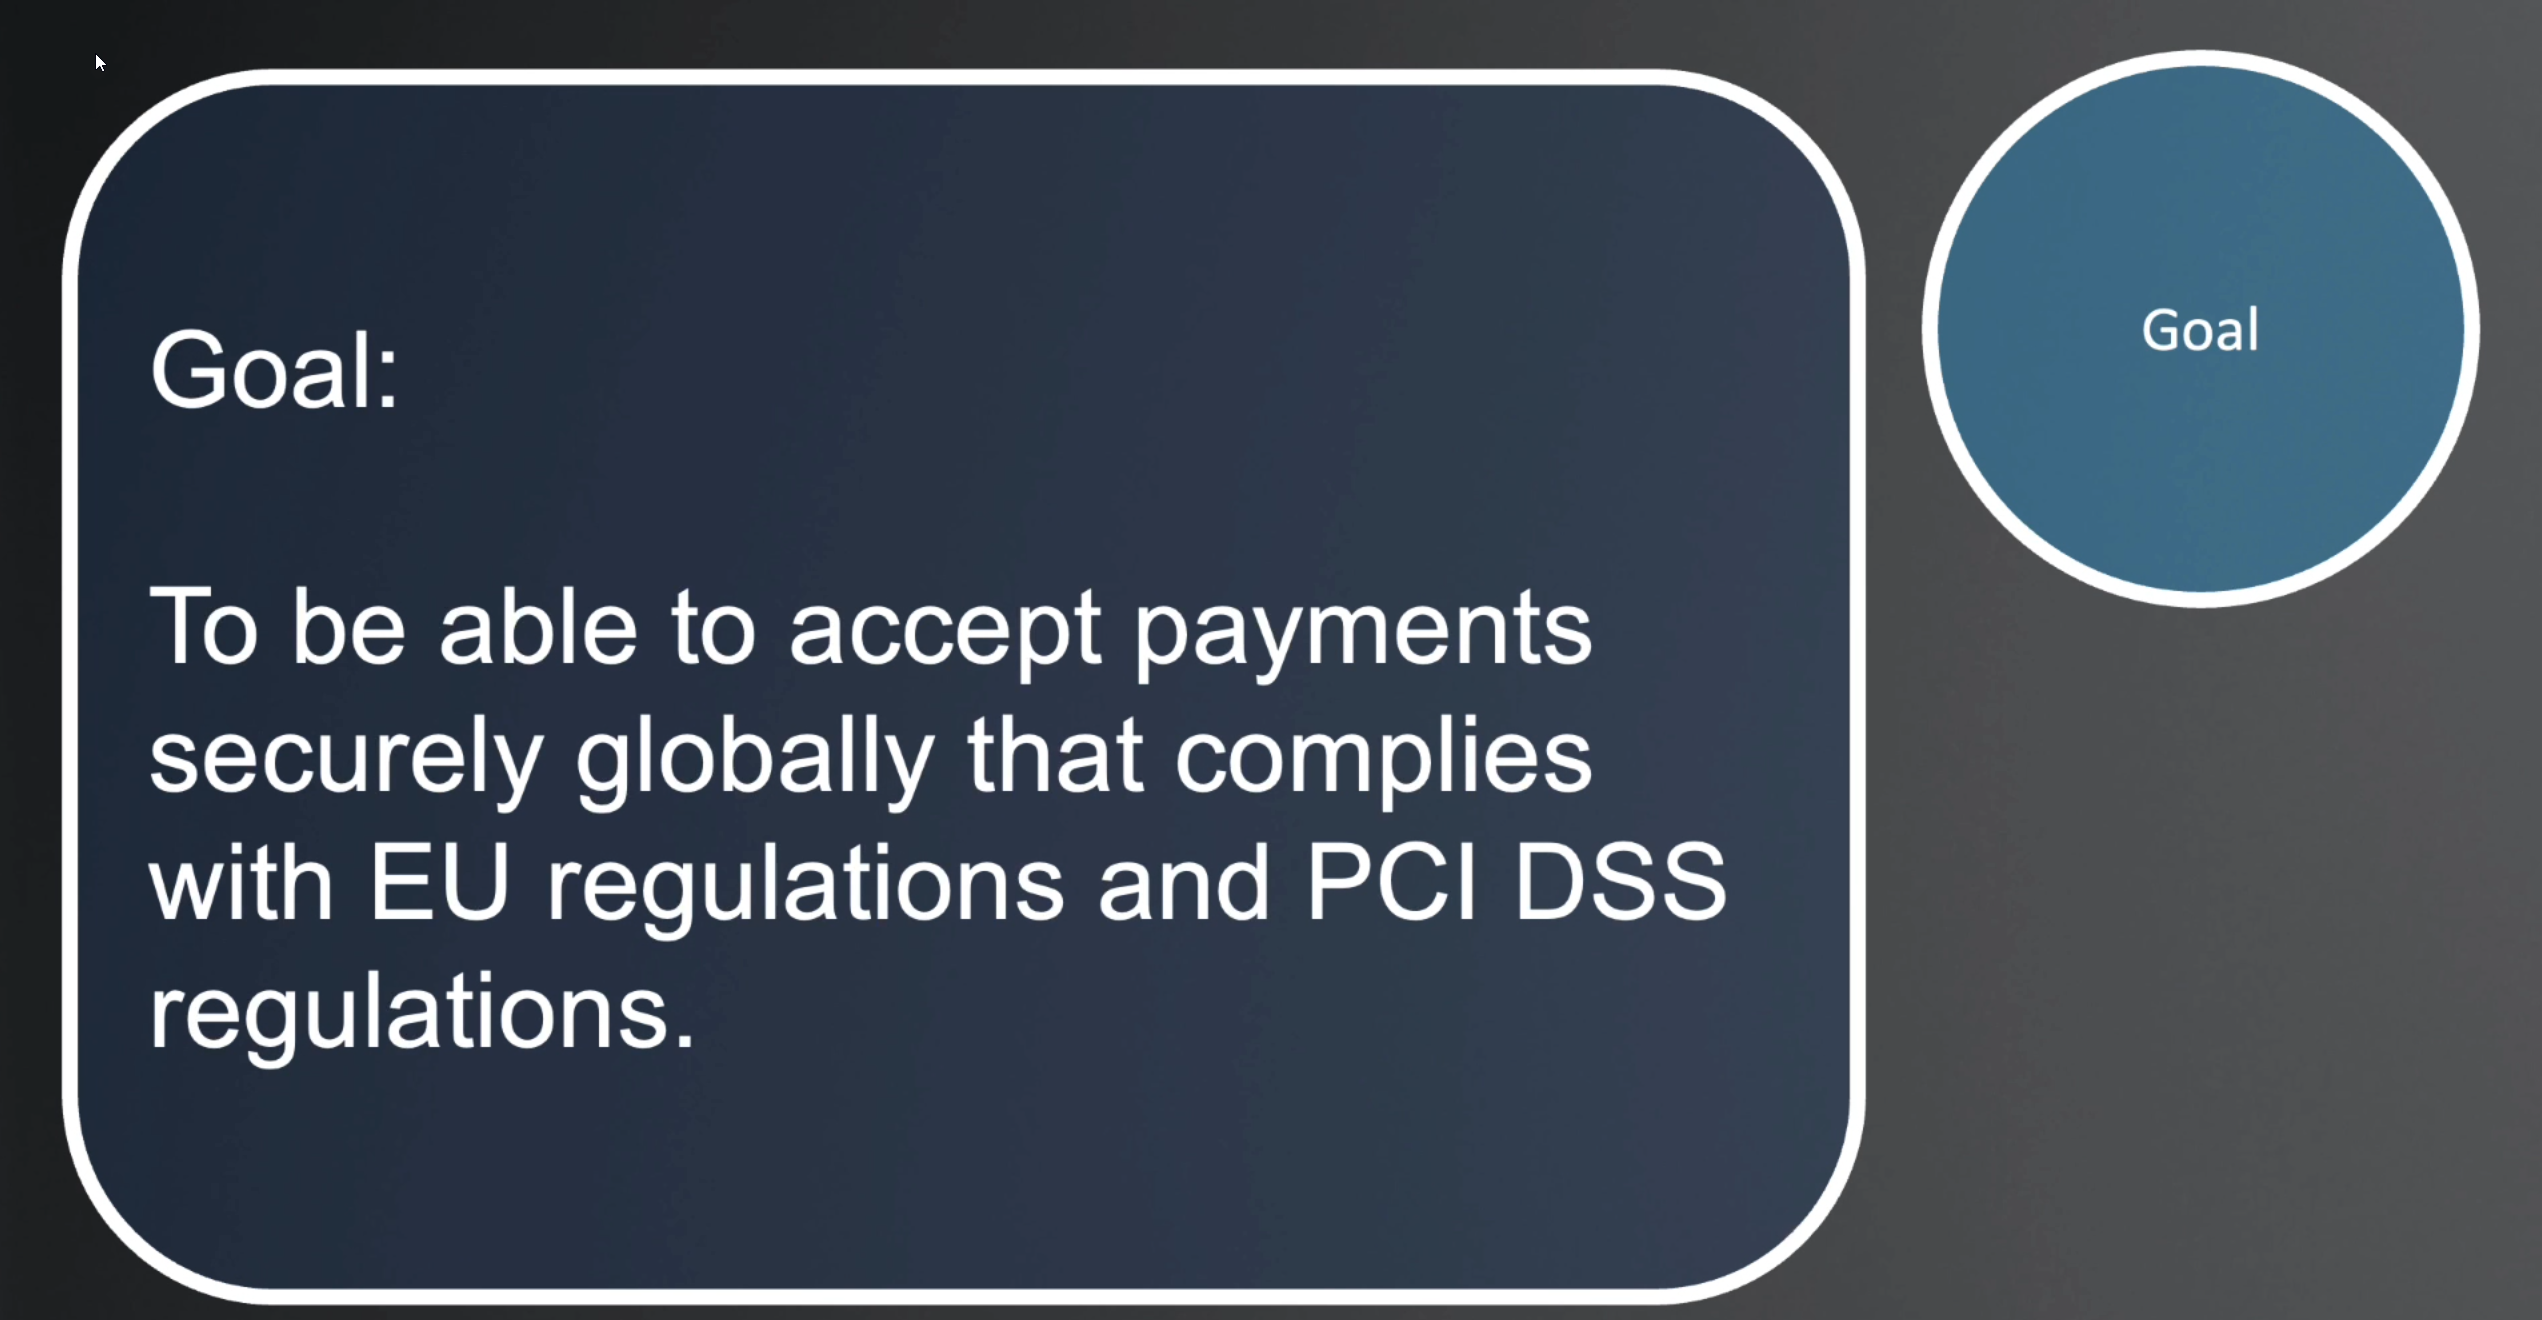 Goal:
To be able to accept payments
securely globally that complies
with EU regulations and PCI DSS
regulations.
Goal